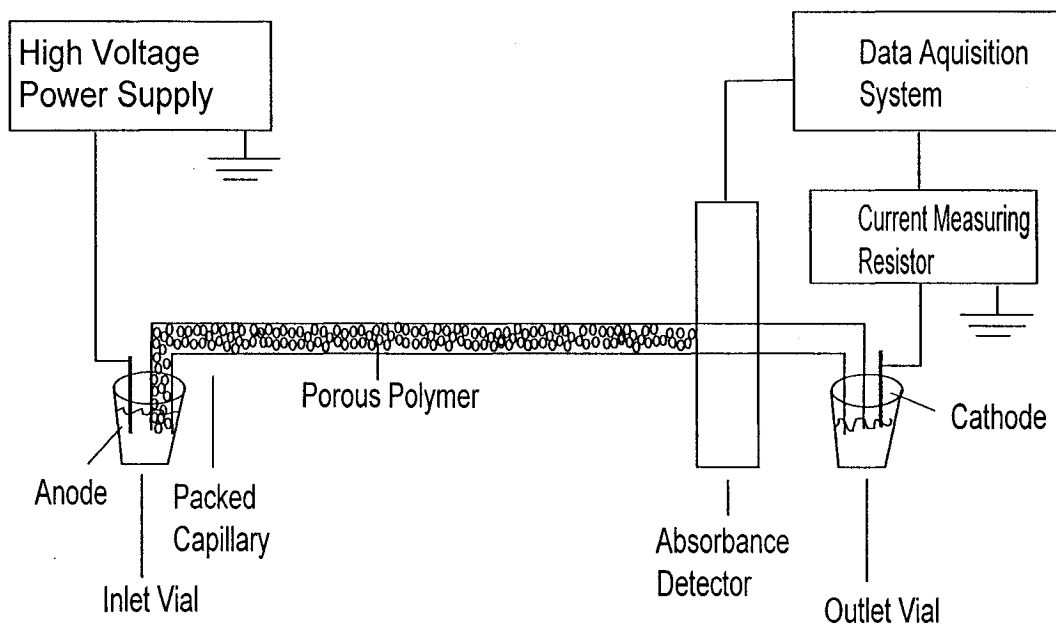 High Voltage
Power Supply
Data Aquisition
System
Current Measuring
Resistor
Porous Polymer
Cathode
Anode
Packed
Capillary
Absorbance
Detector
Inlet Vial
Outlet Vial